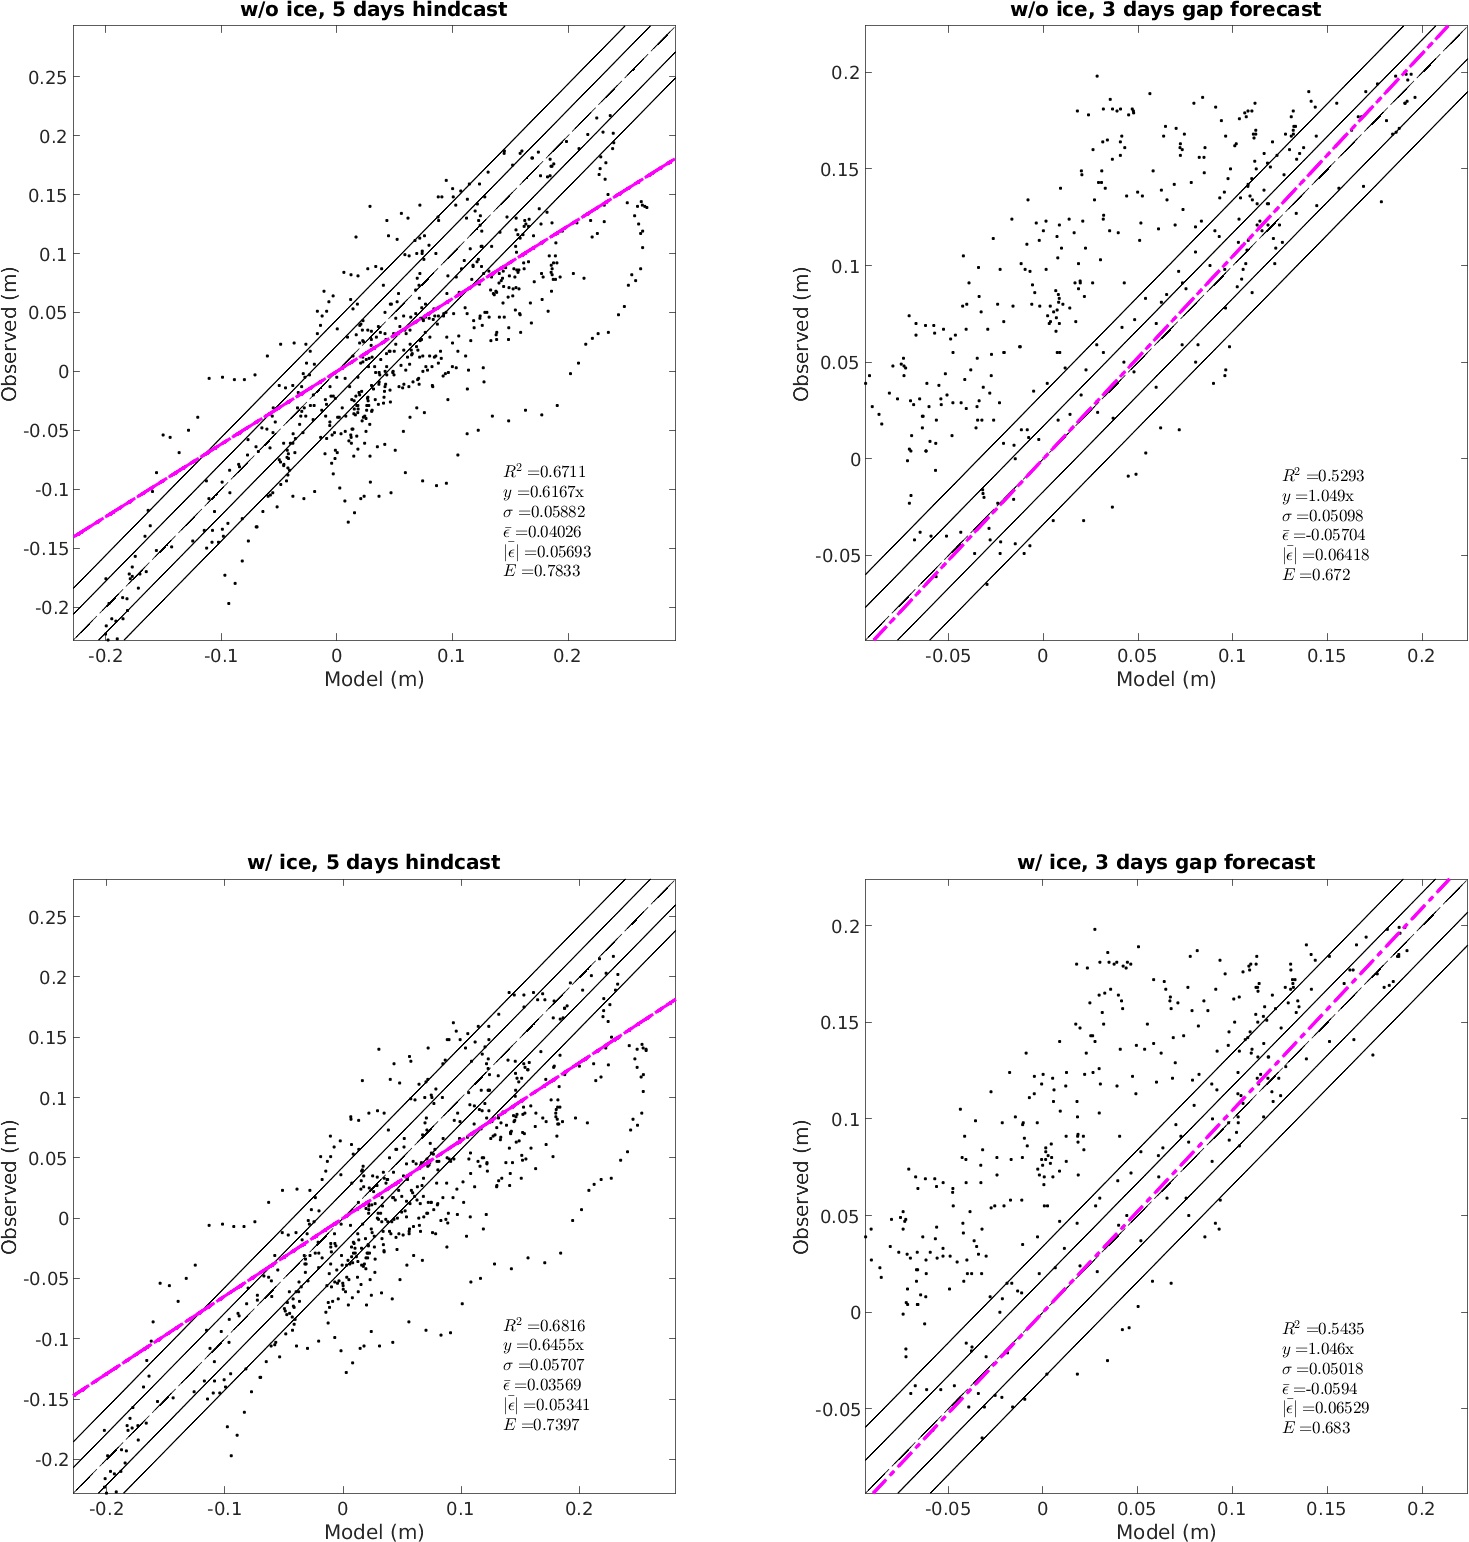 w/o ice, 5 days hindcast
0.25
0.2
0.15
0.1
0.05
0
-0.05
-0.1
-0.15
-0.2
Observed (m)
R² =0.6711
y =0.6167x
σ =0.05882
ϵ̄ =0.04026
|ϵ̄| =0.05693
E =0.7833
-0.2 -0.1 0 0.1 0.2
Model (m)
w/o ice, 3 days gap forecast
0.2
0.15
0.1
0.05
0
-0.05
Observed (m)
R² =0.5293
y =1.049x
σ =0.05098
ϵ̄ =-0.05704
|ϵ̄| =0.06418
E =0.672
-0.05 0 0.05 0.1 0.15 0.2
Model (m)
w/ ice, 5 days hindcast
0.25
0.2
0.15
0.1
0.05
0
-0.05
-0.1
-0.15
-0.2
Observed (m)
R² =0.6816
y =0.6455x
σ =0.05707
ϵ̄ =0.03569
|ϵ̄| =0.05341
E =0.7397
-0.2 -0.1 0 0.1 0.2
Model (m)
w/ ice, 3 days gap forecast
0.2
0.15
0.1
0.05
0
-0.05
Observed (m)
R² =0.5435
y =1.046x
σ =0.05018
ϵ̄ =-0.0594
|ϵ̄| =0.06529
E =0.683
-0.05 0 0.05 0.1 0.15 0.2
Model (m)